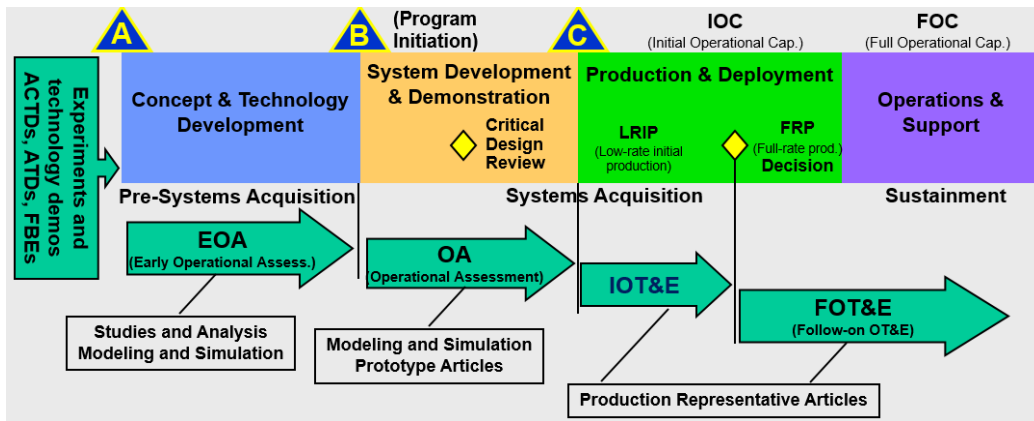 A
B
(Program
Initiation)
C
IOC
(Initial Operational Cap.)
FOC
(Full Operational Cap.)
Experiments and
technology demos
ACTDs, ATDs, FBEs
Concept & Technology
Development
System Development
& Demonstration
Critical
Design
Review
Production & Deployment
LRIP
(Low-rate initial
production)
FRP
(Full-rate prod.)
Decision
Operations &
Support
Pre-Systems Acquisition
Systems Acquisition
Sustainment
EOA
(Early Operational Assess.)
OA
(Operational Assessment)
IOT&E
FOT&E
(Follow-on OT&E)
Studies and Analysis
Modeling and Simulation
Modeling and Simulation
Prototype Articles
Production Representative Articles